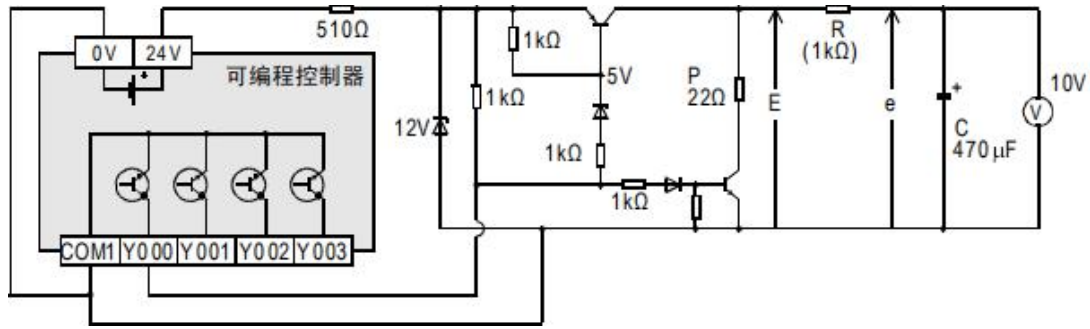 510Ω
0V
24V
可编程控制器
1kΩ
1kΩ
5V
P
22Ω
E
R
(1kΩ)
e
10V
12V
1kΩ
1kΩ
+
C
470μF
V
COM1
Y000
Y001
Y002
Y003